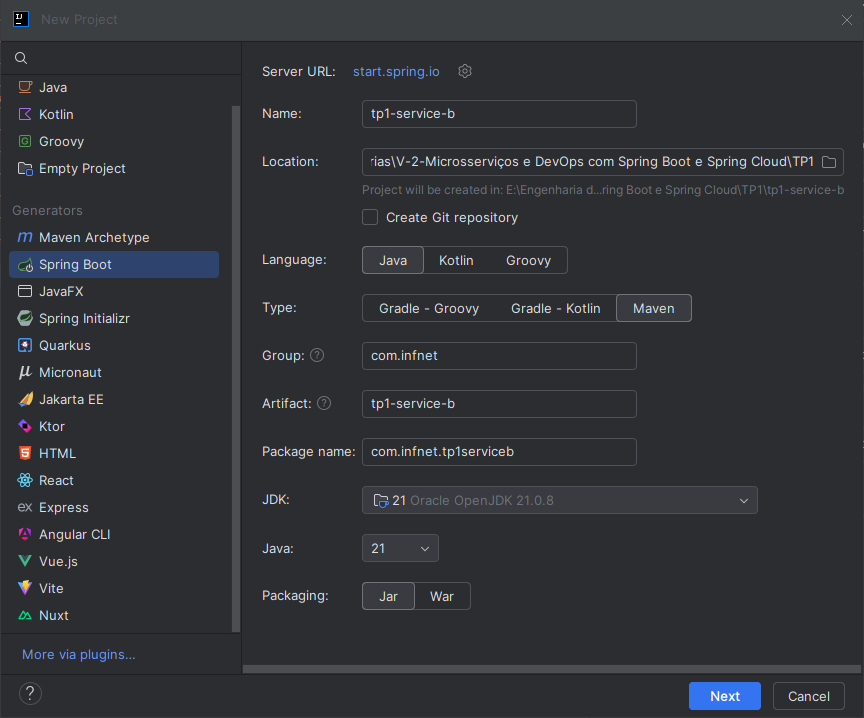 New Project
Java
Kotlin
Groovy
Empty Project
Generators
Maven Archetype
Spring Boot
JavaFX
Spring Initializr
Quarkus
Micronaut
Jakarta EE
Ktor
HTML
React
ex Express
Angular CLI
Vue.js
Vite
Nuxt
More via plugins...
Server URL: start.spring.io
Name: tp1-service-b
Location: rias\V-2-Microsserviços e DevOps com Spring Boot e Spring Cloud\TP1
Project will be created in: E:\Engenharia d...ring Boot e Spring Cloud\TP1\tp1-service-b
Create Git repository
Language: Java Kotlin Groovy
Type: Gradle - Groovy Gradle - Kotlin Maven
Group: ? com.infnet
Artifact: ? tp1-service-b
Package name: com.infnet.tp1serviceb
JDK: 21 Oracle OpenJDK 21.0.8
Java: 21
Packaging: Jar War
? Next Cancel